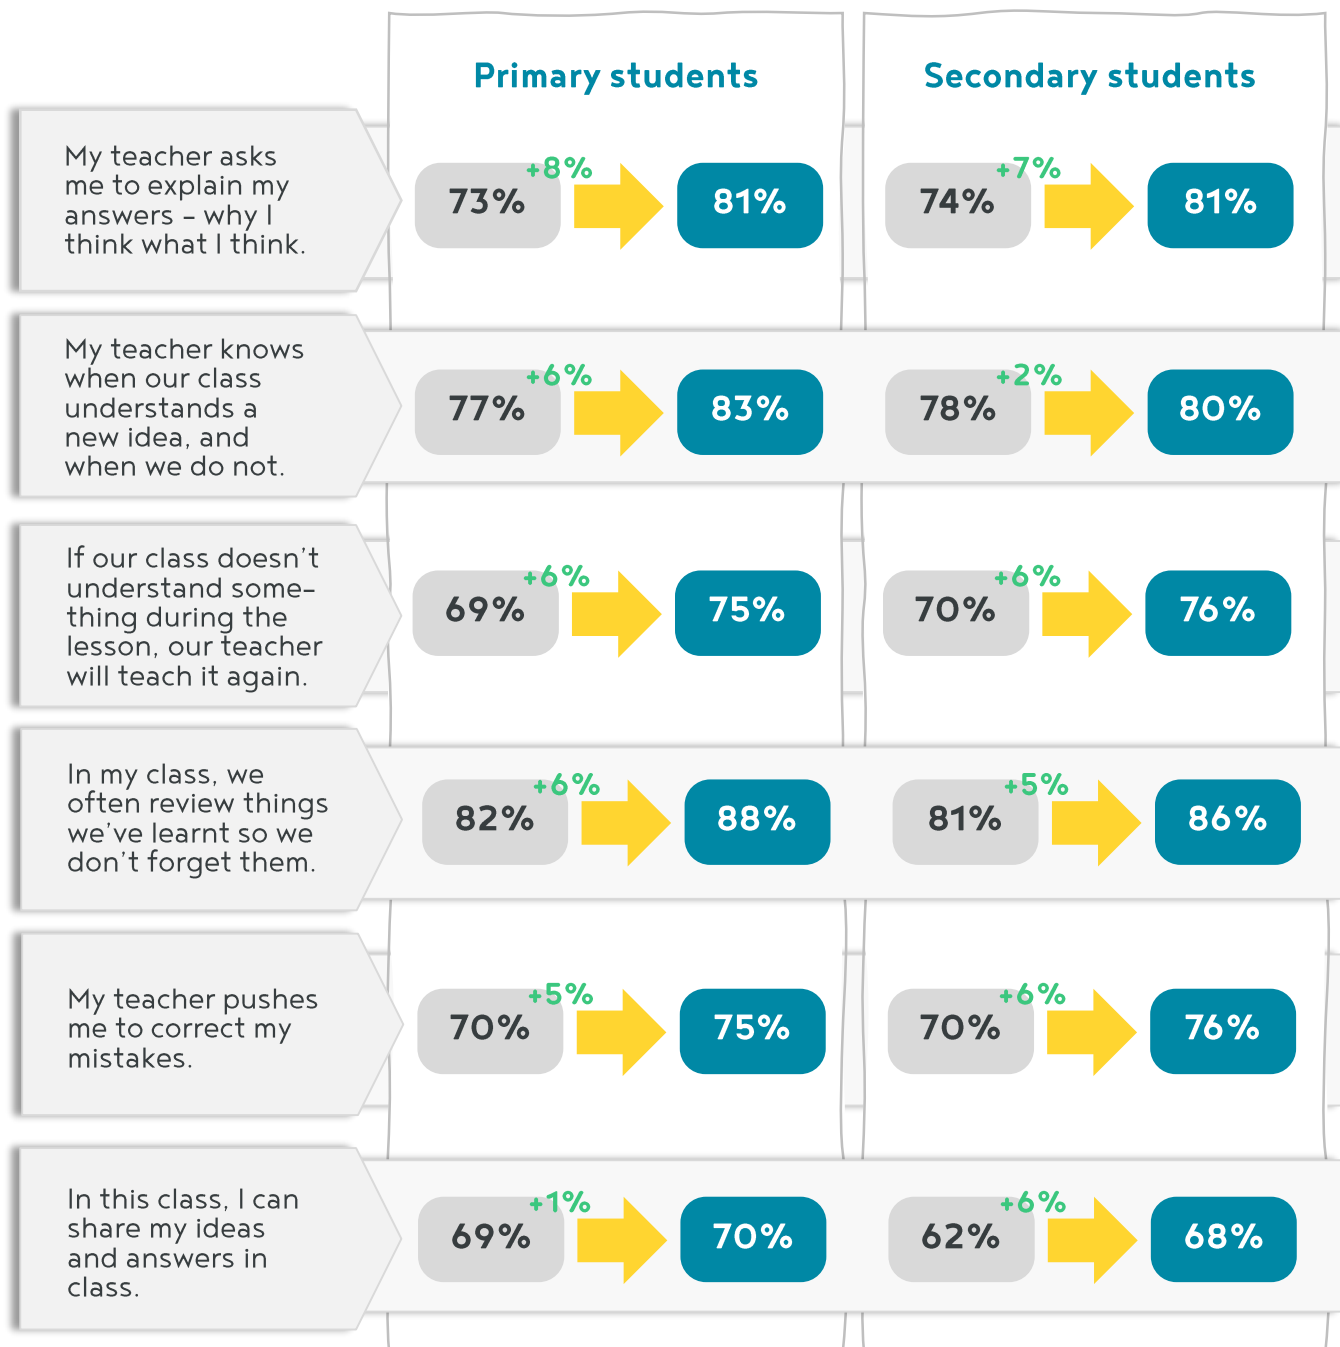 Primary students
Secondary students
My teacher asks
me to explain my
answers – why I
think what I think.
73%
+8%
81%
74%
+7%
81%
My teacher knows
when our class
understands a
new idea, and
when we do not.
77%
+6%
83%
78%
+2%
80%
If our class doesn't
understand some–
thing during the
lesson, our teacher
will teach it again.
69%
+6%
75%
70%
+6%
76%
In my class, we
often review things
we've learnt so we
don't forget them.
82%
+6%
88%
81%
+5%
86%
My teacher pushes
me to correct my
mistakes.
70%
+5%
75%
70%
+6%
76%
In this class, I can
share my ideas
and answers in
class.
69%
+1%
70%
62%
+6%
68%